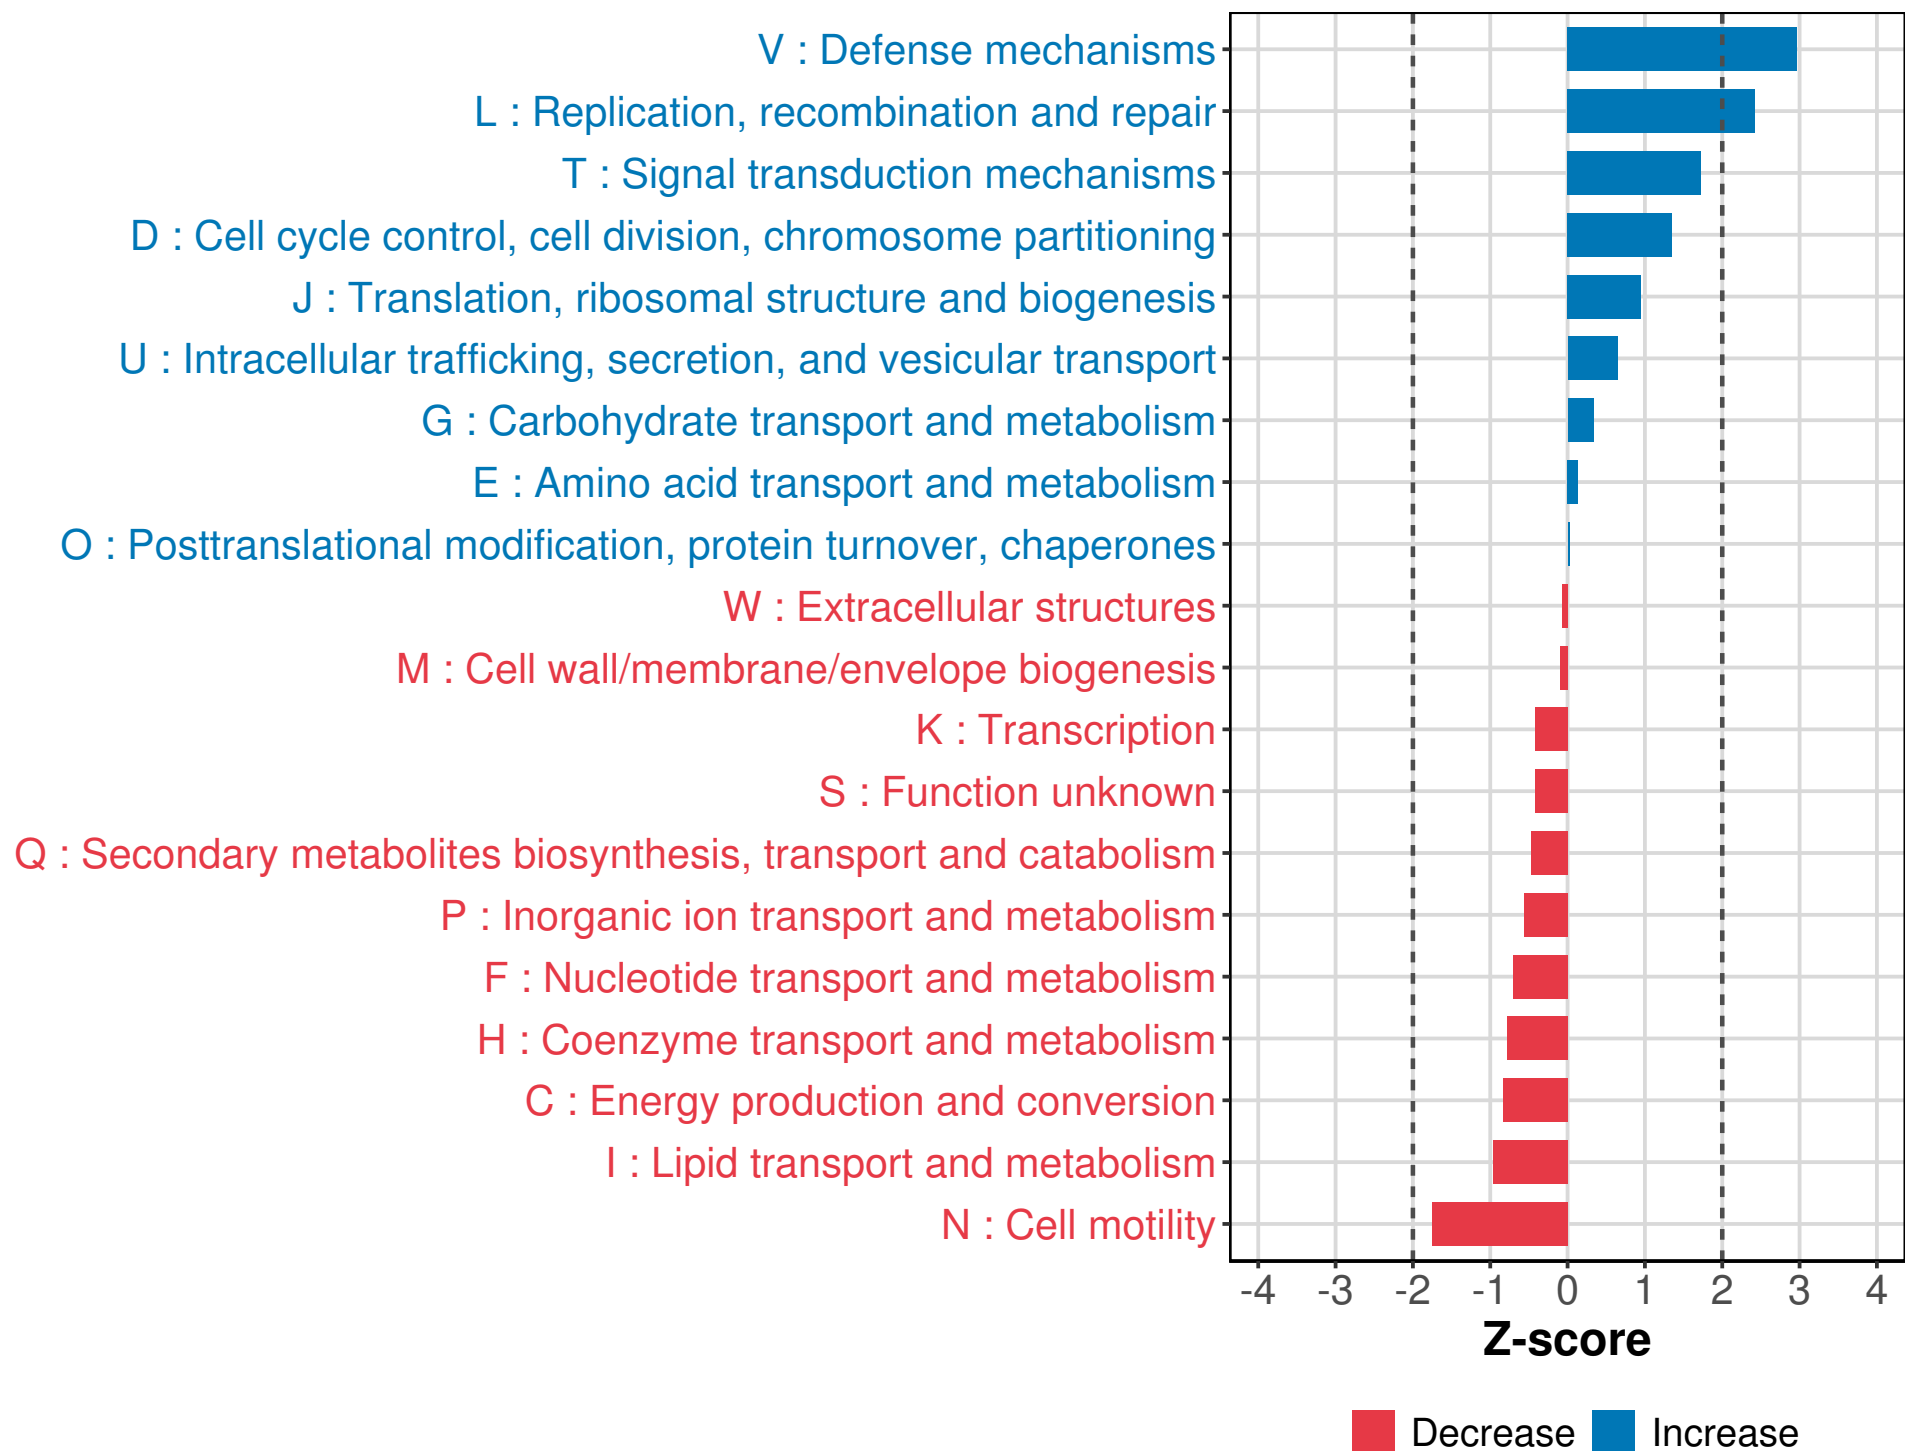 V : Defense mechanisms
L : Replication, recombination and repair
T : Signal transduction mechanisms
D : Cell cycle control, cell division, chromosome partitioning
J : Translation, ribosomal structure and biogenesis
U : Intracellular trafficking, secretion, and vesicular transport
G : Carbohydrate transport and metabolism
E : Amino acid transport and metabolism
O : Posttranslational modification, protein turnover, chaperones
W : Extracellular structures
M : Cell wall/membrane/envelope biogenesis
K : Transcription
S : Function unknown
Q : Secondary metabolites biosynthesis, transport and catabolism
P : Inorganic ion transport and metabolism
F : Nucleotide transport and metabolism
H : Coenzyme transport and metabolism
C : Energy production and conversion
I : Lipid transport and metabolism
N : Cell motility
-4 -3 -2 -1 0 1 2 3 4
Z-score
Decrease Increase